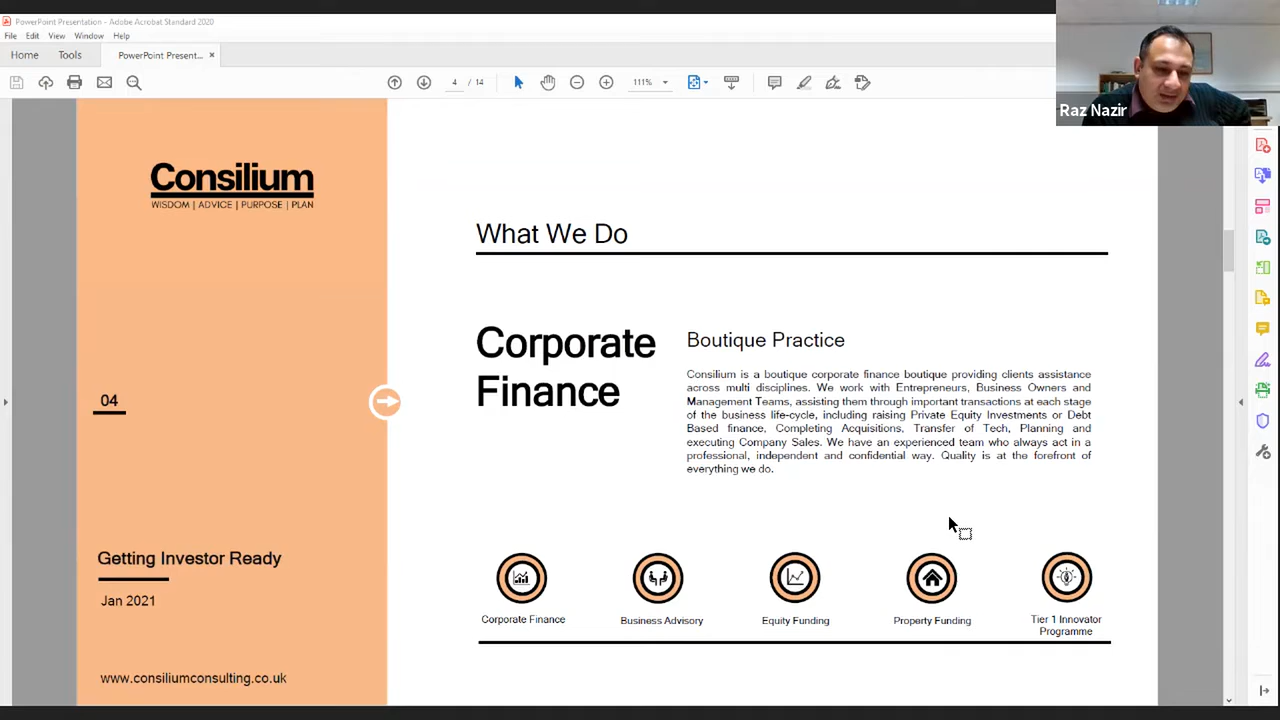 PowerPoint Presentation - Adobe Acrobat Standard 2020
File Edit View Window Help
Home Tools PowerPoint Present... ×
4 / 14 111%
Raz Nazir
Consilium
WISDOM | ADVICE | PURPOSE | PLAN
04
Getting Investor Ready
Jan 2021
www.consiliumconsulting.co.uk
What We Do
Corporate
Finance
Boutique Practice
Consilium is a boutique corporate finance boutique providing clients assistance
across multi disciplines. We work with Entrepreneurs, Business Owners and
Management Teams, assisting them through important transactions at each stage
of the business life-cycle, including raising Private Equity Investments or Debt
Based finance, Completing Acquisitions, Transfer of Tech, Planning and
executing Company Sales. We have an experienced team who always act in a
professional, independent and confidential way. Quality is at the forefront of
everything we do.
Corporate Finance
Business Advisory
Equity Funding
Property Funding
Tier 1 Innovator
Programme